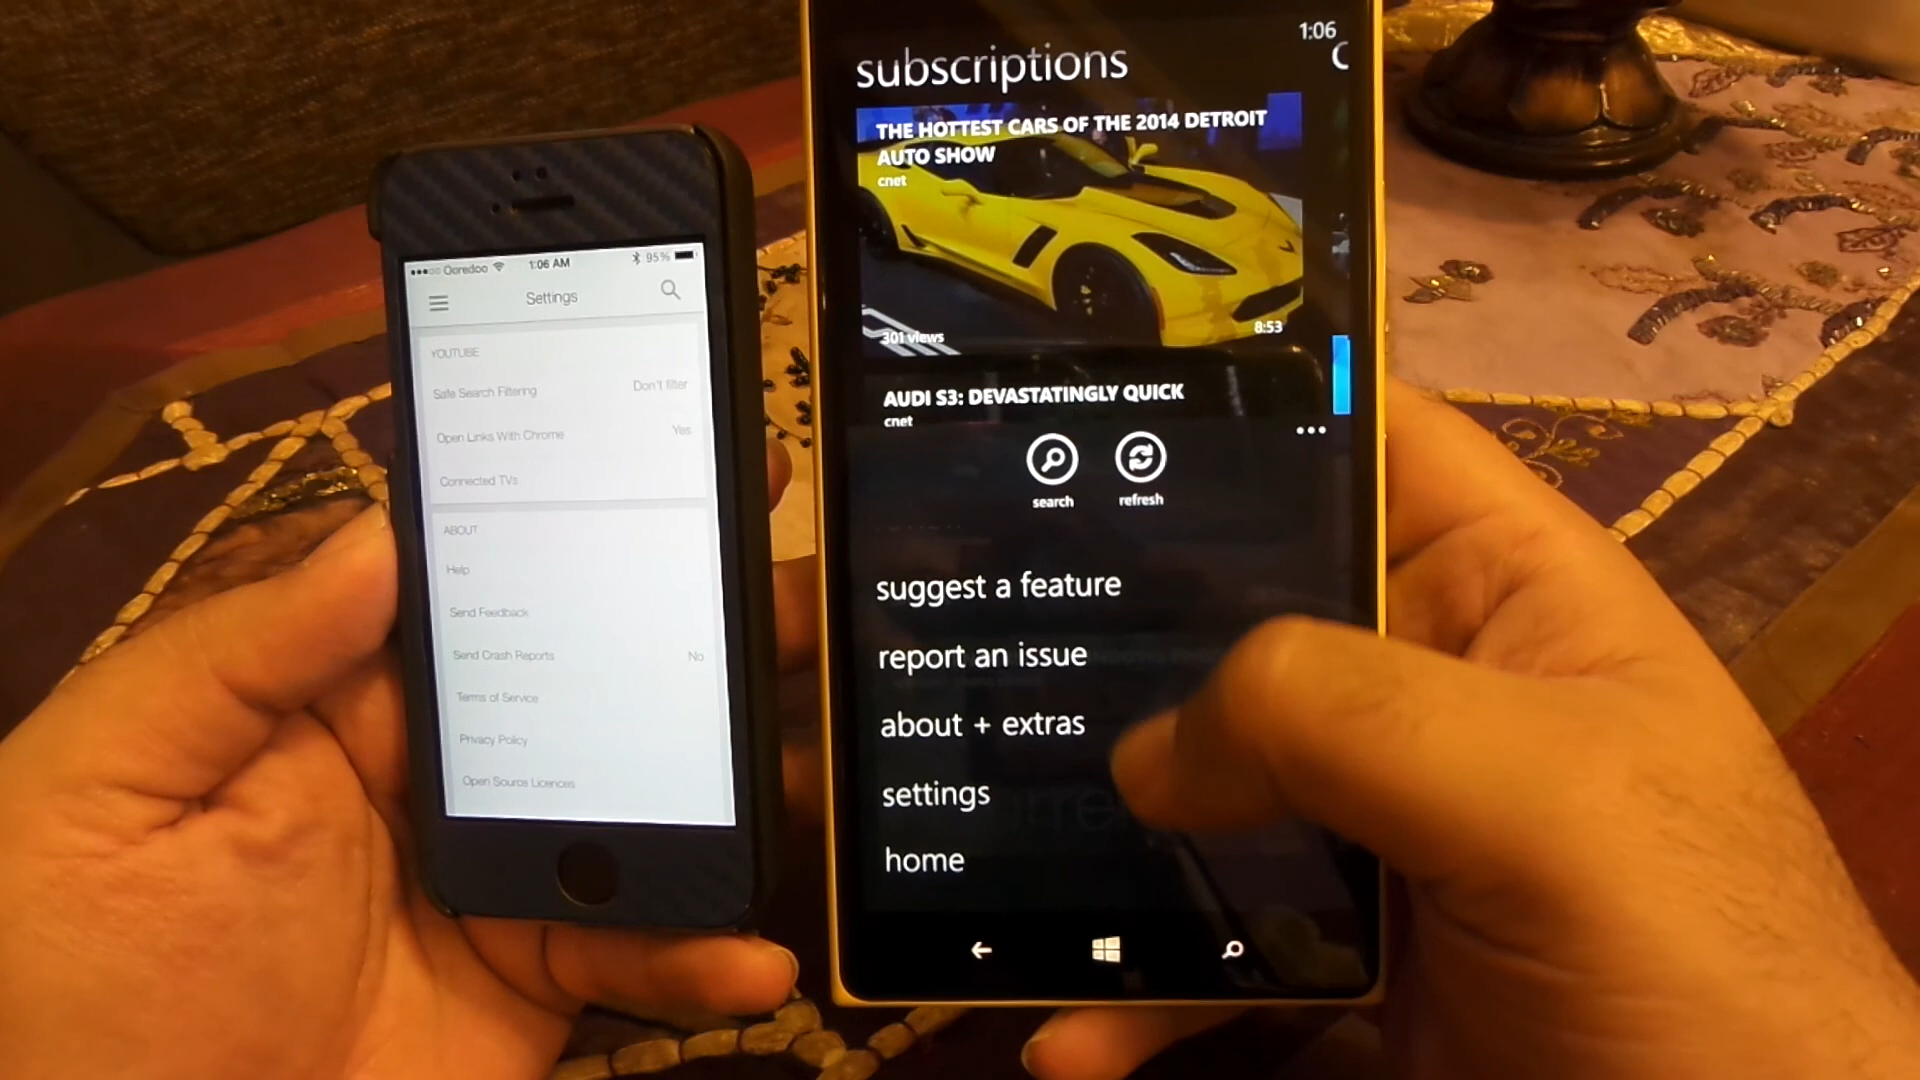 Ooredoo
1:06 AM
95%
Settings
YOUTUBE
Safe Search Filtering
Don't filter
Open Links With Chrome
Yes
Connected TVs
ABOUT
Help
Send Feedback
Send Crash Reports
No
Terms of Service
Privacy Policy
Open Source Licences
1:06
subscriptions
THE HOTTEST CARS OF THE 2014 DETROIT
AUTO SHOW
cnet
301 views
8:53
AUDI S3: DEVASTATINGLY QUICK
cnet
search
refresh
suggest a feature
report an issue
about + extras
settings
home